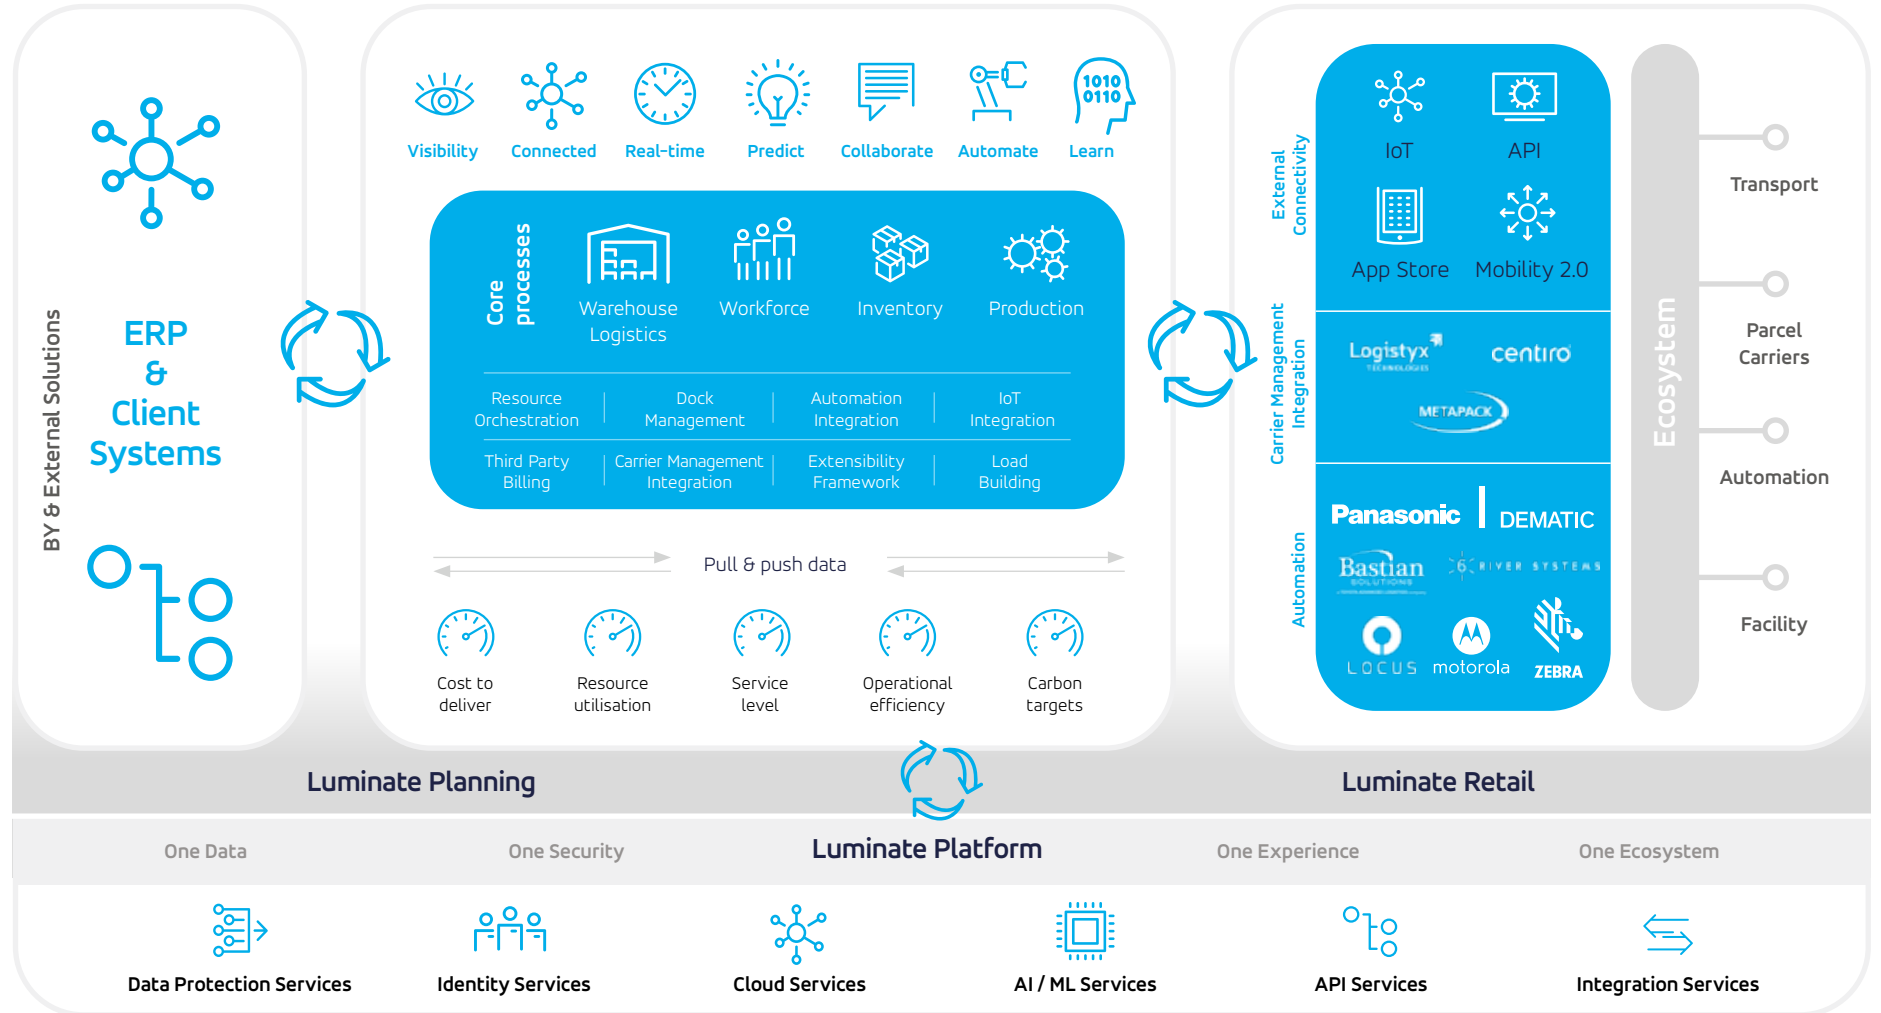 BY & External Solutions
ERP
&
Client
Systems
Visibility
Connected
Real-time
Predict
Collaborate
Automate
1010
0110
Learn
Core
processes
Warehouse
Logistics
Workforce
Inventory
Production
Resource
Orchestration
Dock
Management
Automation
Integration
IoT
Integration
Third Party
Billing
Carrier Management
Integration
Extensibility
Framework
Load
Building
Pull & push data
Cost to
deliver
Resource
utilisation
Service
level
Operational
efficiency
Carbon
targets
External
Connectivity
IoT
API
App Store
Mobility 2.0
Carrier Management
Integration
Logistyx
TECHNOLOGIES
centiro
METAPACK
Automation
Panasonic
DEMATIC
Bastian
SOLUTIONS
6 RIVER SYSTEMS
LOCUS
motorola
ZEBRA
Ecosystem
Transport
Parcel
Carriers
Automation
Facility
Luminate Planning
Luminate Retail
One Data
One Security
Luminate Platform
One Experience
One Ecosystem
Data Protection Services
Identity Services
Cloud Services
AI / ML Services
API Services
Integration Services